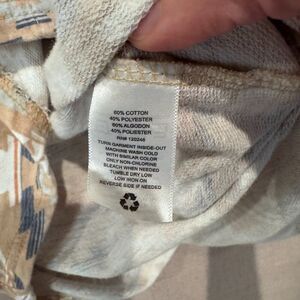 60% COTTON
40% POLYESTER
60% ALGODON
40% POLIESTER
RN# 120246
TURN GARMENT INSIDE-OUT
MACHINE WASH COLD
WITH SIMILAR COLOR
ONLY NON-CHLORINE
BLEACH WHEN NEEDED
TUMBLE DRY LOW
LOW IRON ON
REVERSE SIDE IF NEEDED